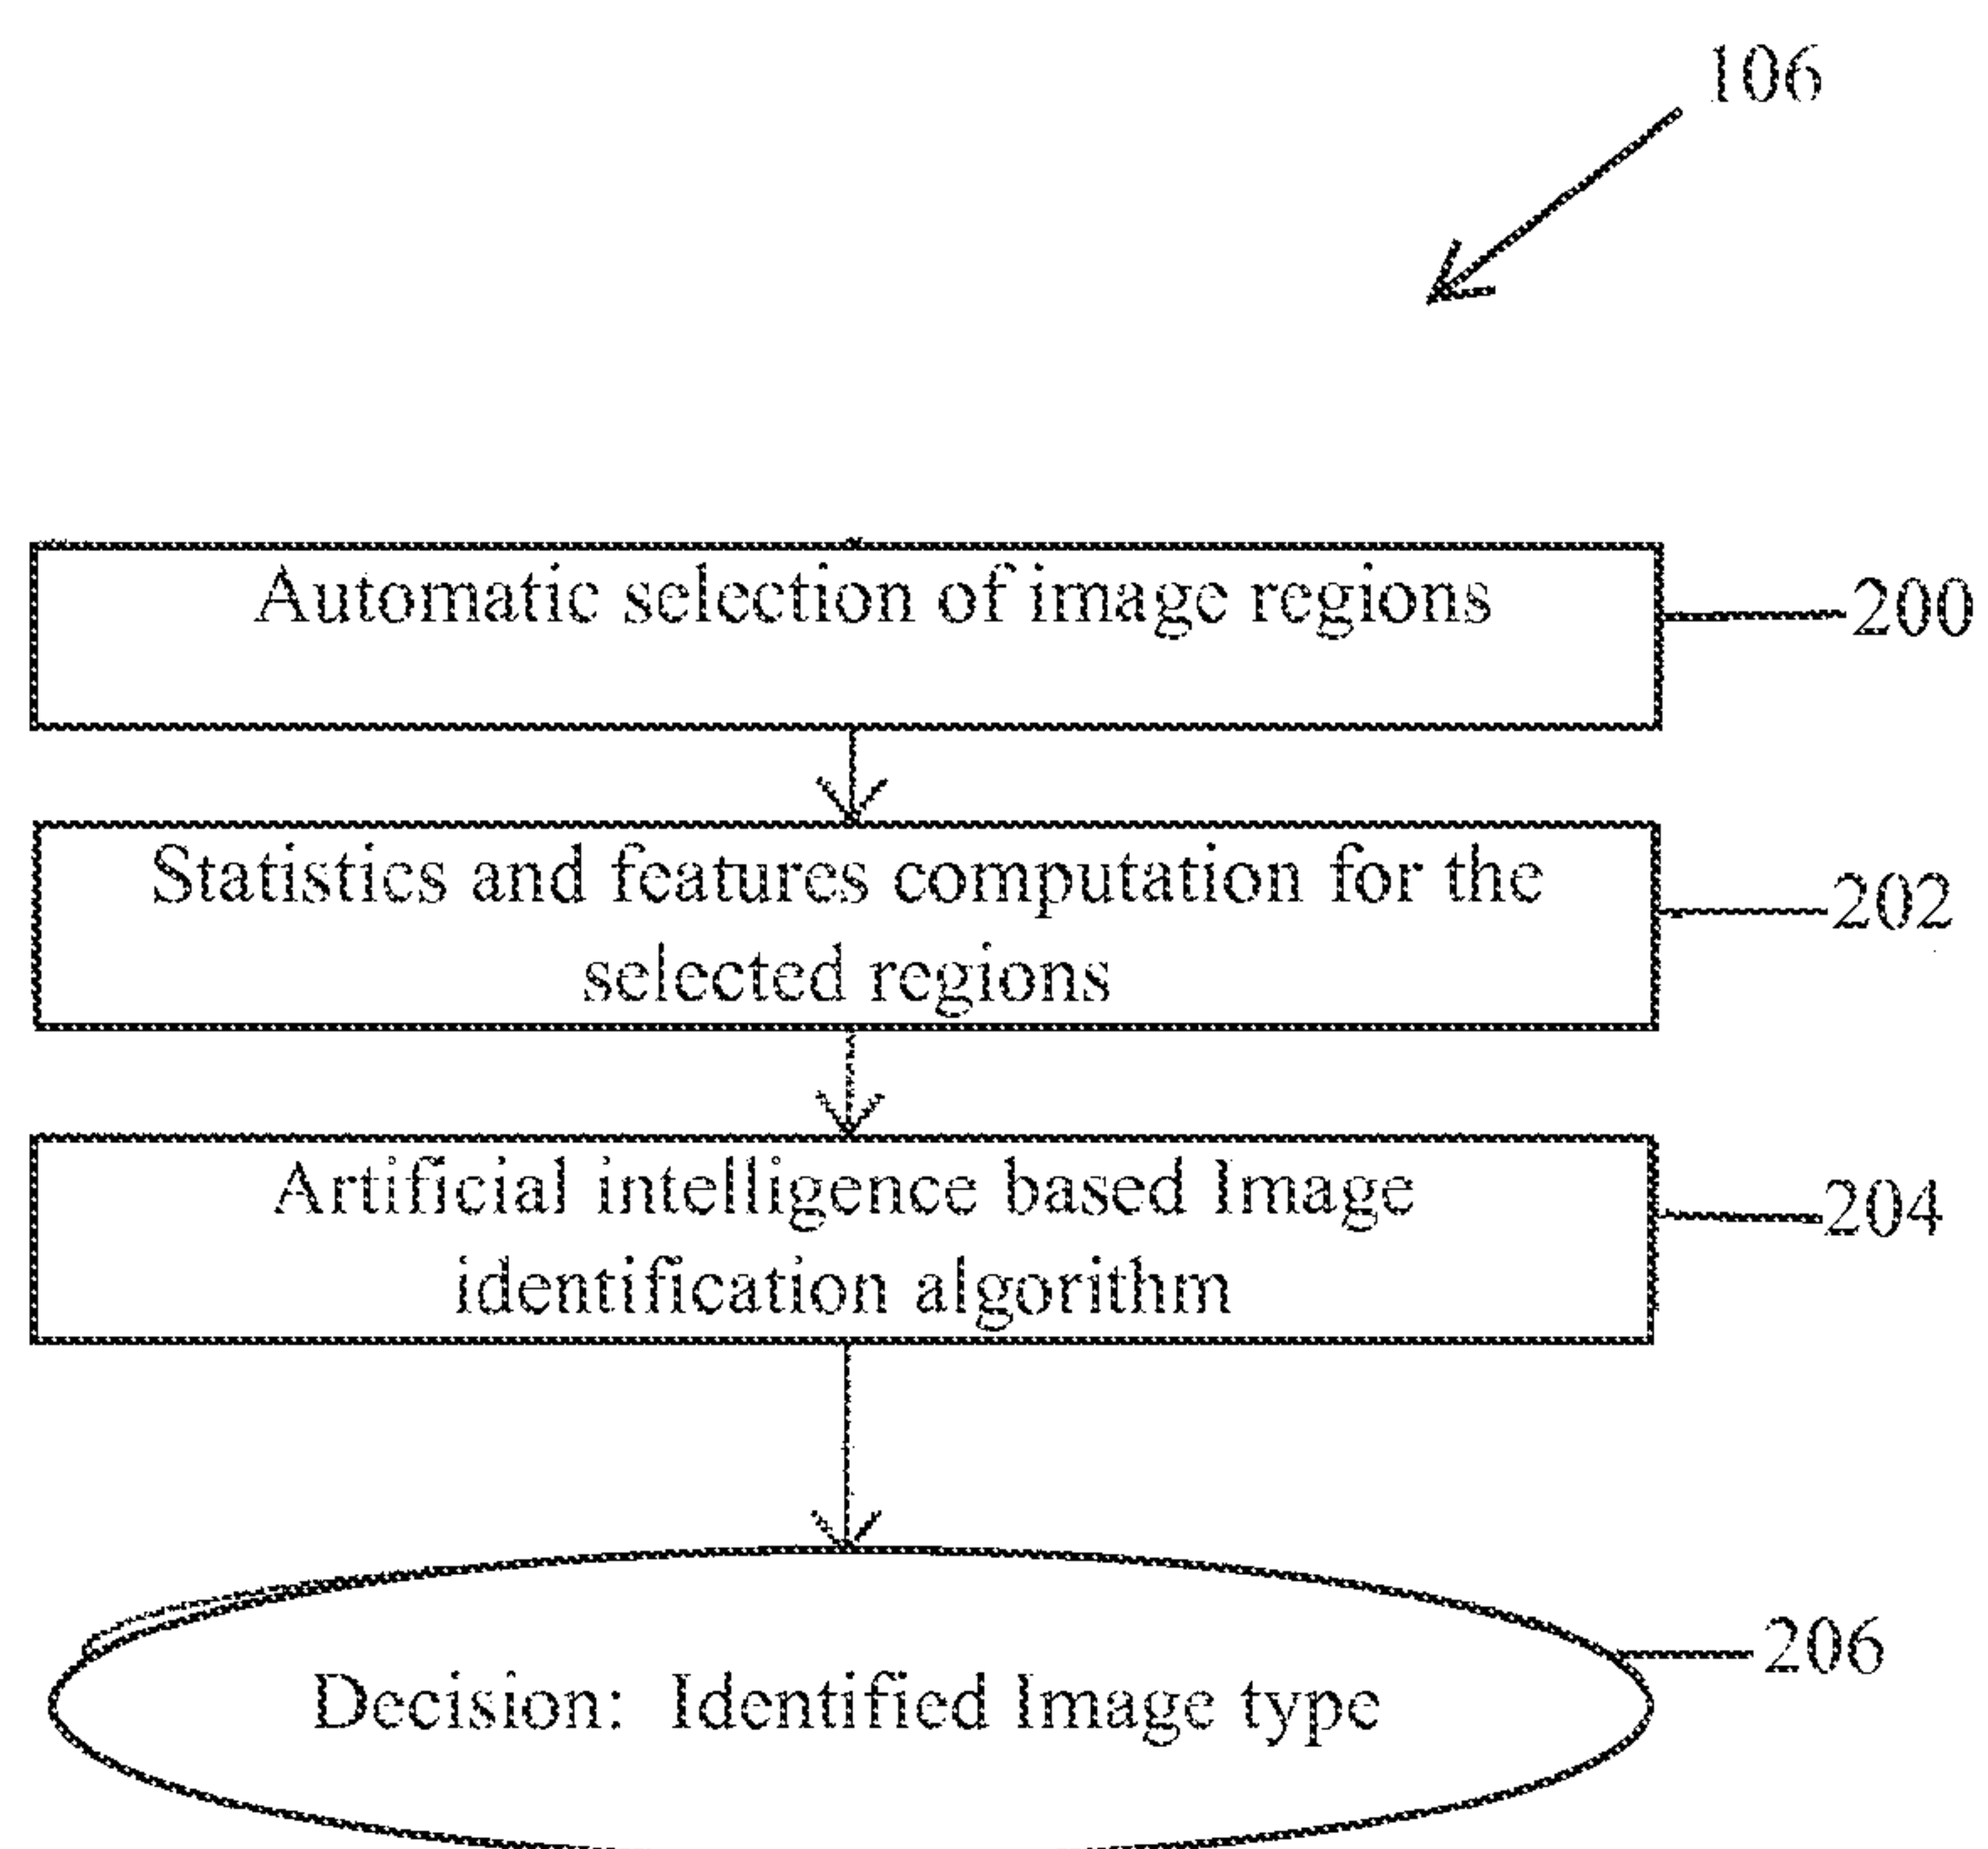 106
Automatic selection of image regions
200
Statistics and features computation for the
selected regions
202
Artificial intelligence based Image
identification algorithm
204
Decision: Identified Image type
206